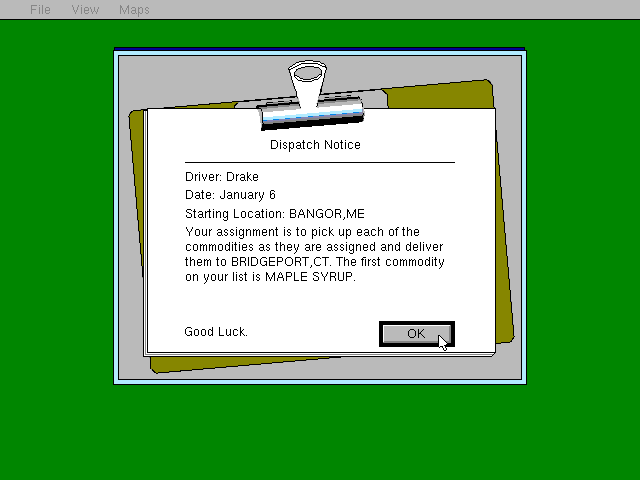 File View Maps
Dispatch Notice
Driver: Drake
Date: January 6
Starting Location: BANGOR,ME
Your assignment is to pick up each of the
commodities as they are assigned and deliver
them to BRIDGEPORT,CT. The first commodity
on your list is MAPLE SYRUP.
Good Luck.
OK